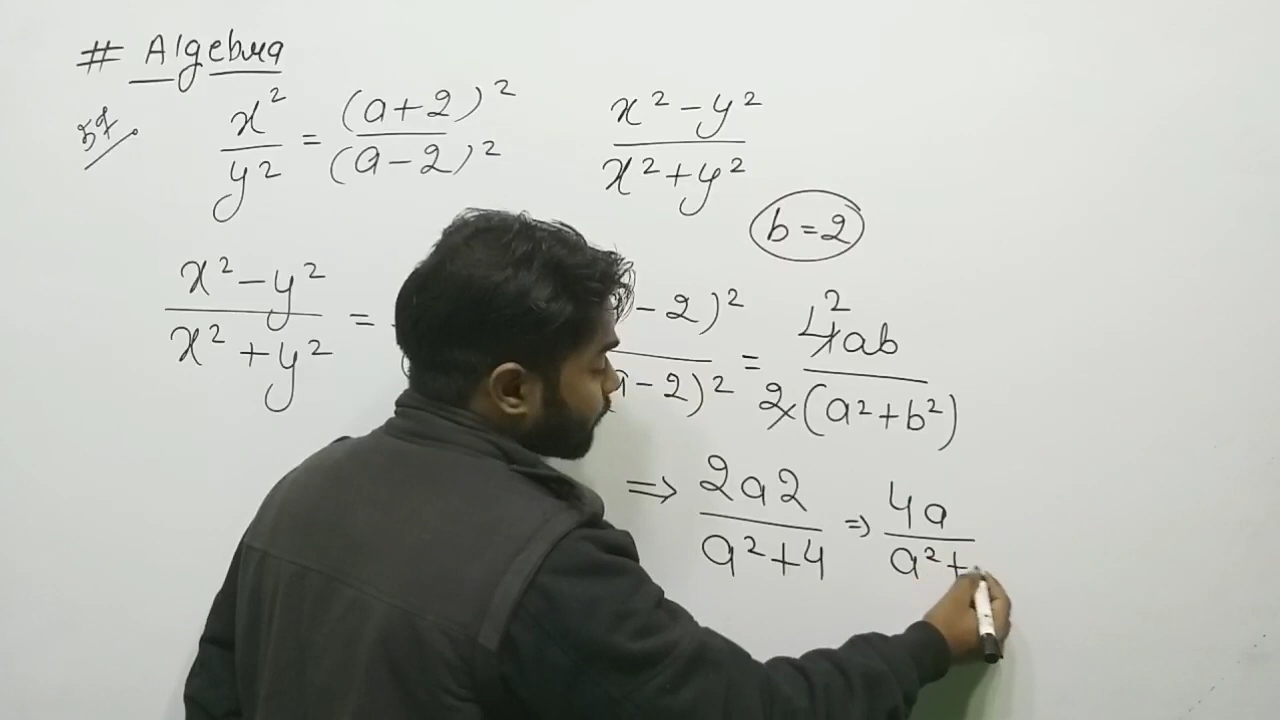 # Algebra
यदि x²/y² = (a+2)²/(a-2)² x²-y²/x²+y²
b=2
x²-y²/x²+y² = -2)²/-2)² = 4ab/2(a²+b²) 2
⇒ 2a2/a²+4 ⇒ 4a/a²+